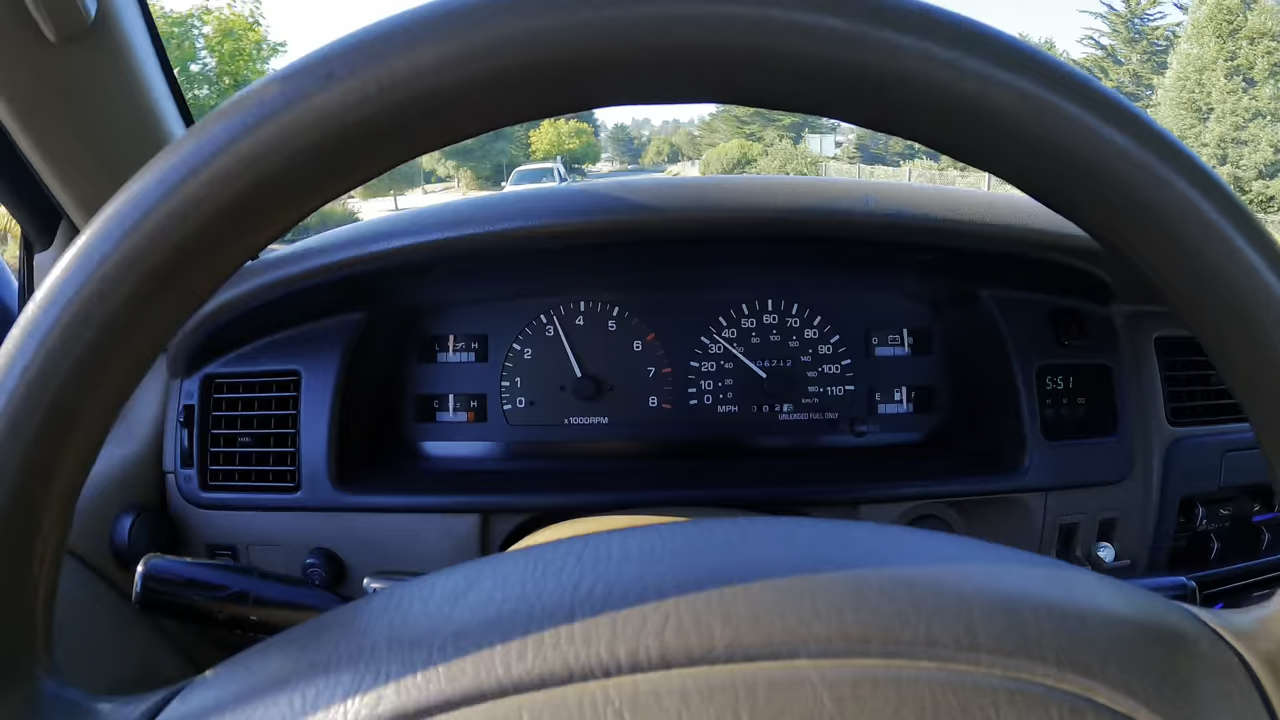 L H
C H
0 1 2 3 4 5 6 7 8
x1000RPM
10 20 30 40 50 60 70 80 90 100 110
MPH
km/h
UNLEADED FUEL ONLY
E F
5:51